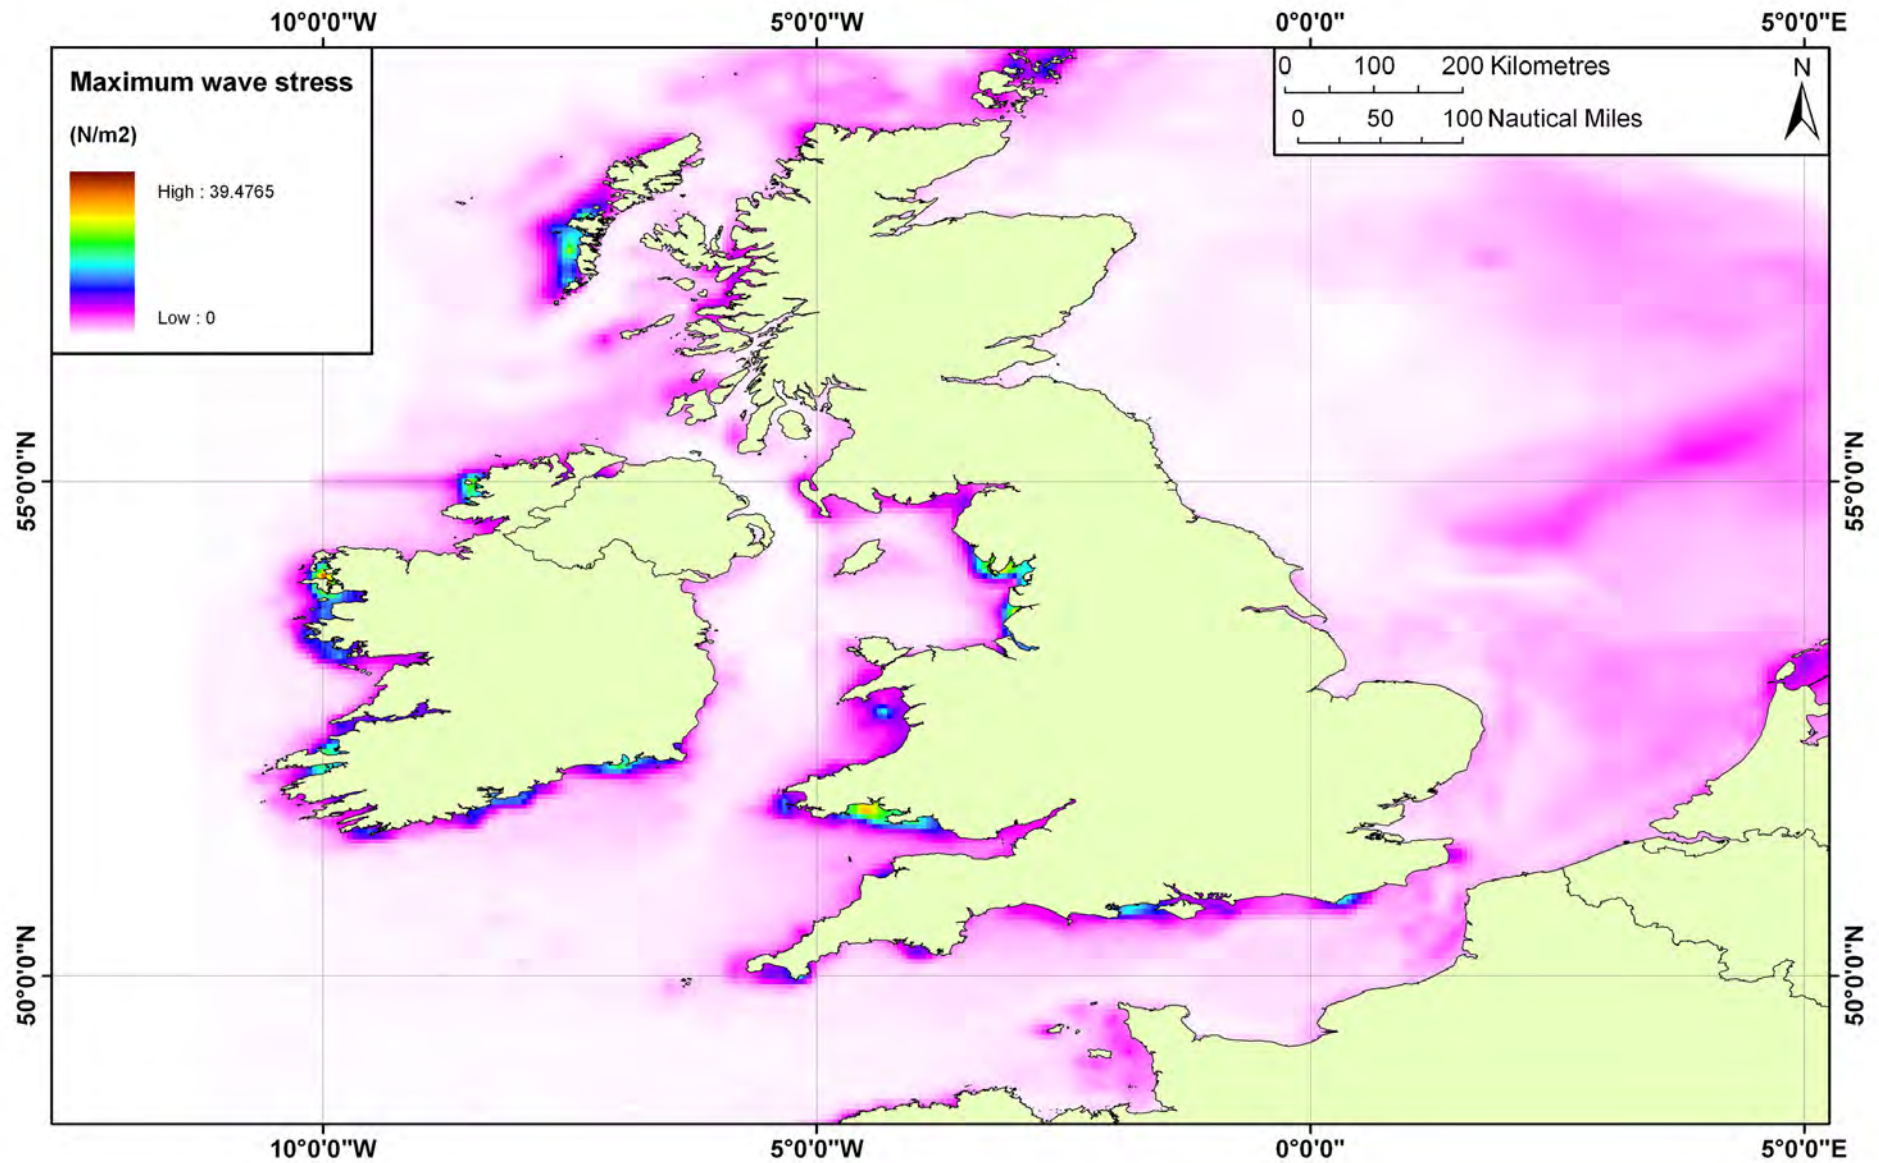 10°0'0"W 5°0'0"W 0°0'0" 5°0'0"E
Maximum wave stress
(N/m2)
High : 39.4765
Low : 0
0 100 200 Kilometres
0 50 100 Nautical Miles
N
55°0'0"N
55°0'0"N
50°0'0"N
50°0'0"N
10°0'0"W 5°0'0"W 0°0'0" 5°0'0"E